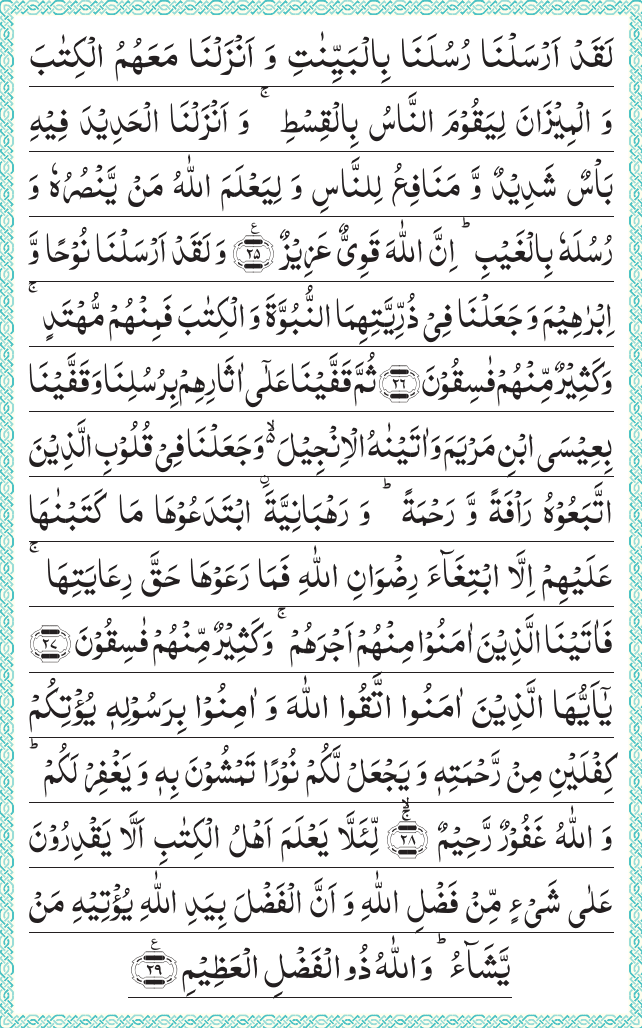 لَقَدْ اَرْسَلْنَا رُسُلَنَا بِالْبَيِّنٰتِ وَ اَنْزَلْنَا مَعَهُمُ الْكِتٰبَ
وَ الْمِيْزَانَ لِيَقُوْمَ النَّاسُ بِالْقِسْطِ ۚ وَ اَنْزَلْنَا الْحَدِيْدَ فِيْهِ
بَاْسٌ شَدِيْدٌ وَّ مَنَافِعُ لِلنَّاسِ وَ لِيَعْلَمَ اللّٰهُ مَنْ يَّنْصُرُهٗ وَ
رُسُلَهٗ بِالْغَيْبِ ؕ اِنَّ اللّٰهَ قَوِيٌّ عَزِيْزٌ ۠﴿۲۵﴾ وَ لَقَدْ اَرْسَلْنَا نُوْحًا وَّ
اِبْرٰهِيْمَ وَ جَعَلْنَا فِيْ ذُرِّيَّتِهِمَا النُّبُوَّةَ وَ الْكِتٰبَ فَمِنْهُمْ مُّهْتَدٍ ۚ
وَ كَثِيْرٌ مِّنْهُمْ فٰسِقُوْنَ ﴿۲۶﴾ ثُمَّ قَفَّيْنَا عَلٰۤى اٰثَارِهِمْ بِرُسُلِنَا وَ قَفَّيْنَا
بِعِيْسَى ابْنِ مَرْيَمَ وَ اٰتَيْنٰهُ الْاِنْجِيْلَ ۙ۬ وَ جَعَلْنَا فِيْ قُلُوْبِ الَّذِيْنَ
اتَّبَعُوْهُ رَاْفَةً وَّ رَحْمَةً ؕ وَ رَهْبَانِيَّةَ ِ۟ابْتَدَعُوْهَا مَا كَتَبْنٰهَا
عَلَيْهِمْ اِلَّا ابْتِغَآءَ رِضْوَانِ اللّٰهِ فَمَا رَعَوْهَا حَقَّ رِعَايَتِهَا ۚ
فَاٰتَيْنَا الَّذِيْنَ اٰمَنُوْا مِنْهُمْ اَجْرَهُمْ ۚ وَ كَثِيْرٌ مِّنْهُمْ فٰسِقُوْنَ ﴿۲۷﴾
يٰۤاَيُّهَا الَّذِيْنَ اٰمَنُوا اتَّقُوا اللّٰهَ وَ اٰمِنُوْا بِرَسُوْلِهٖ يُؤْتِكُمْ
كِفْلَيْنِ مِنْ رَّحْمَتِهٖ وَ يَجْعَلْ لَّكُمْ نُوْرًا تَمْشُوْنَ بِهٖ وَ يَغْفِرْ لَكُمْ ؕ
وَ اللّٰهُ غَفُوْرٌ رَّحِيْمٌ ۚۙ﴿۲۸﴾ لِّئَلَّا يَعْلَمَ اَهْلُ الْكِتٰبِ اَلَّا يَقْدِرُوْنَ
عَلٰى شَيْءٍ مِّنْ فَضْلِ اللّٰهِ وَ اَنَّ الْفَضْلَ بِيَدِ اللّٰهِ يُؤْتِيْهِ مَنْ
يَّشَآءُ ؕ وَ اللّٰهُ ذُو الْفَضْلِ الْعَظِيْمِ ۠﴿۲۹﴾